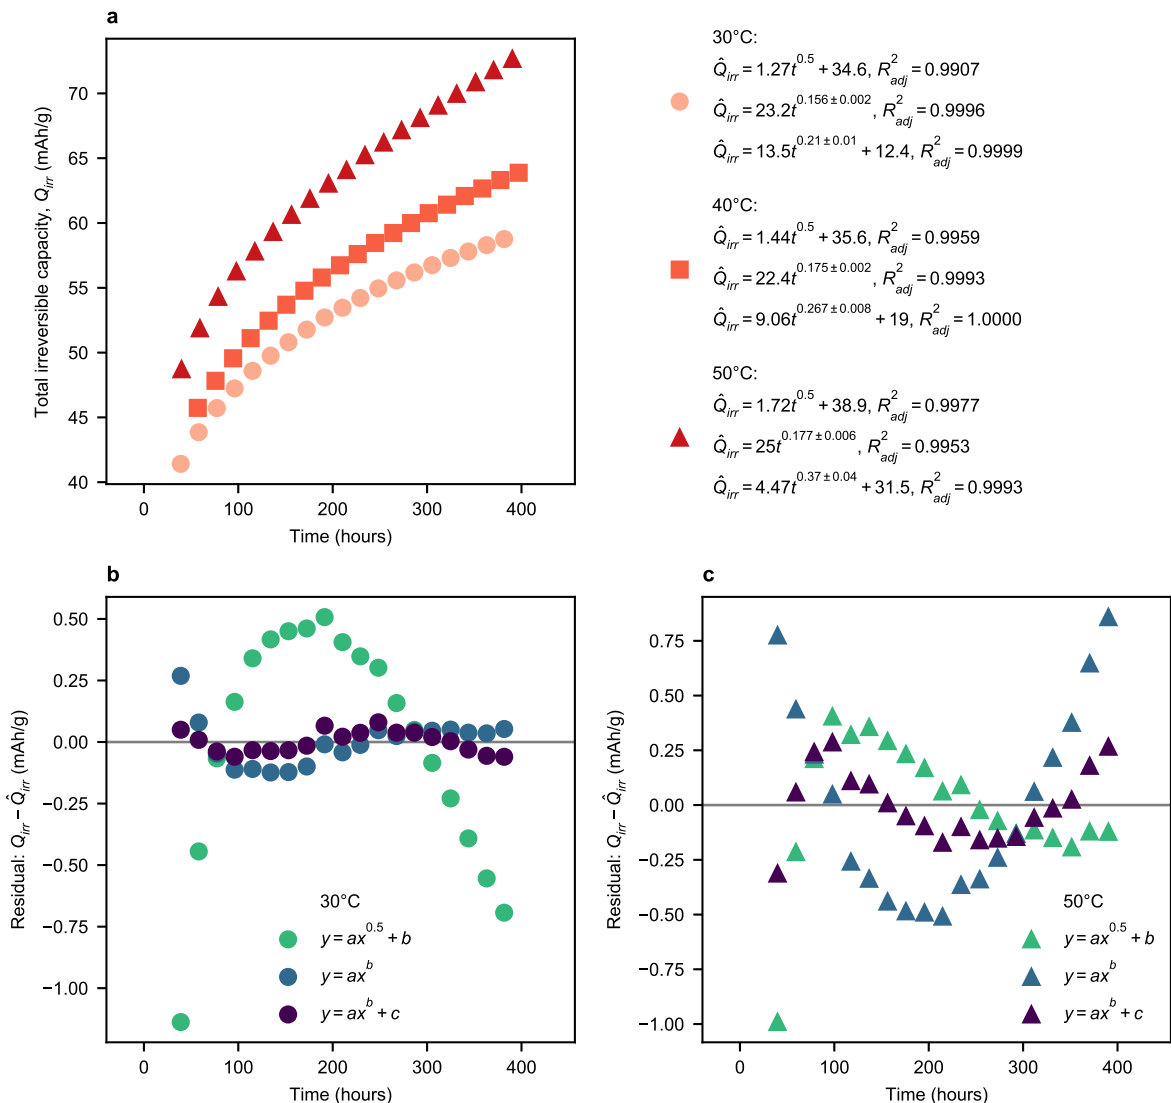 a
Total irreversible capacity, Q_irr (mAh/g)
70
65
60
55
50
45
40
0 100 200 300 400
Time (hours)
30°C:
Q̂_irr = 1.27t^0.5 + 34.6, R²_adj = 0.9907
Q̂_irr = 23.2t^0.156 ± 0.002, R²_adj = 0.9996
Q̂_irr = 13.5t^0.21 ± 0.01 + 12.4, R²_adj = 0.9999
40°C:
Q̂_irr = 1.44t^0.5 + 35.6, R²_adj = 0.9959
Q̂_irr = 22.4t^0.175 ± 0.002, R²_adj = 0.9993
Q̂_irr = 9.06t^0.267 ± 0.008 + 19, R²_adj = 1.0000
50°C:
Q̂_irr = 1.72t^0.5 + 38.9, R²_adj = 0.9977
Q̂_irr = 25t^0.177 ± 0.006, R²_adj = 0.9953
Q̂_irr = 4.47t^0.37 ± 0.04 + 31.5, R²_adj = 0.9993
b
Residual: Q_irr − Q̂_irr (mAh/g)
0.50
0.25
0.00
−0.25
−0.50
−0.75
−1.00
30°C
y = ax^0.5 + b
y = ax^b
y = ax^b + c
0 100 200 300 400
Time (hours)
c
Residual: Q_irr − Q̂_irr (mAh/g)
0.75
0.50
0.25
0.00
−0.25
−0.50
−0.75
−1.00
50°C
y = ax^0.5 + b
y = ax^b
y = ax^b + c
0 100 200 300 400
Time (hours)